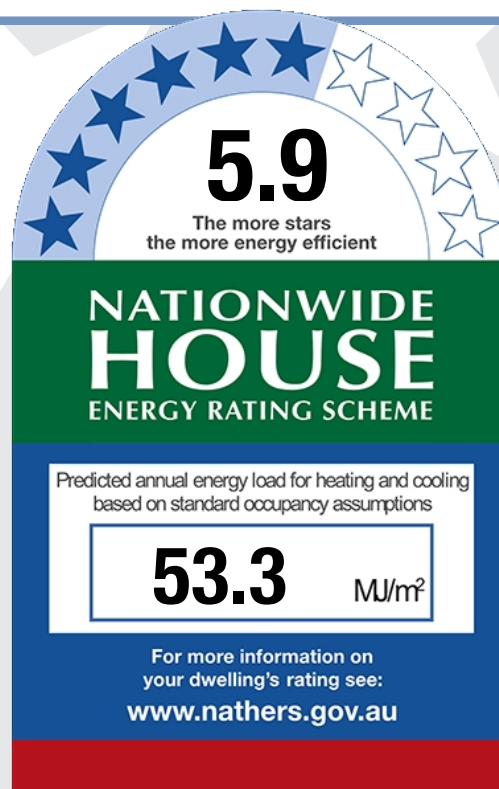 5.9
The more stars
the more energy efficient
NATIONWIDE
HOUSE
ENERGY RATING SCHEME
Predicted annual energy load for heating and cooling
based on standard occupancy assumptions
53.3 MJ/m²
For more information on
your dwelling's rating see:
www.nathers.gov.au